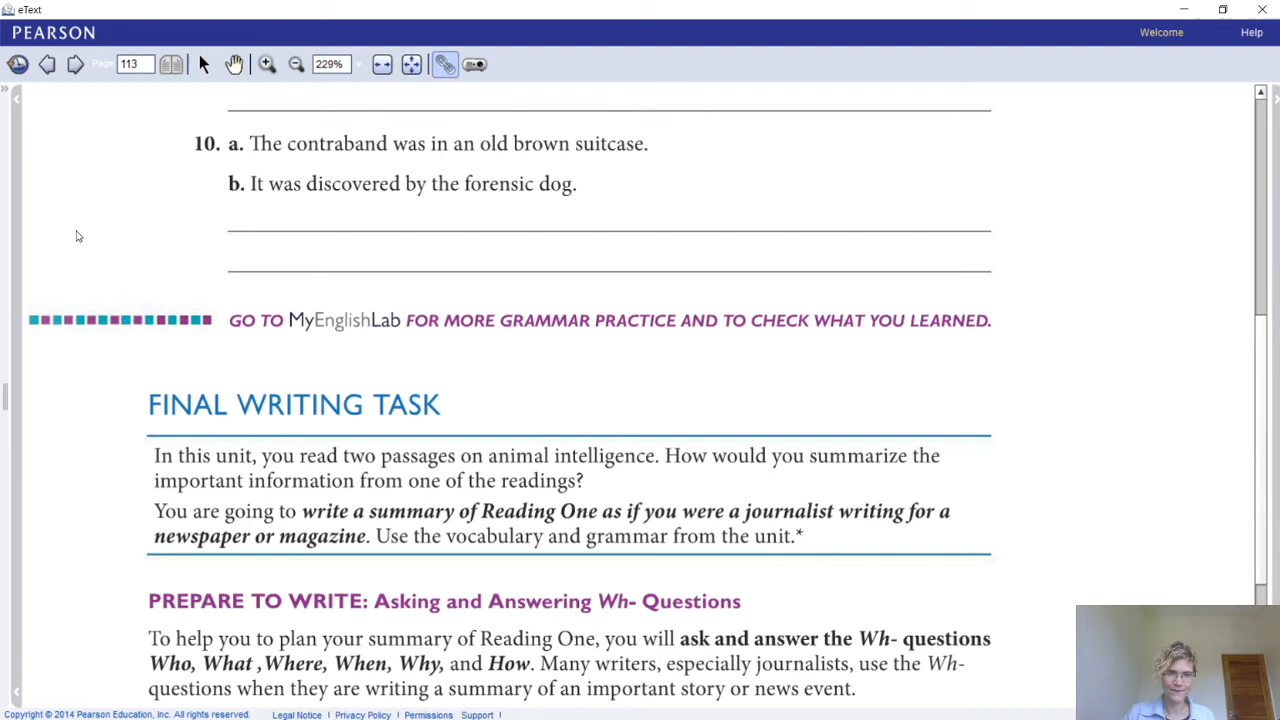 eText
PEARSON
Welcome
Help
Page 113
229%
10. a. The contraband was in an old brown suitcase.
b. It was discovered by the forensic dog.
GO TO MyEnglishLab FOR MORE GRAMMAR PRACTICE AND TO CHECK WHAT YOU LEARNED.
FINAL WRITING TASK
In this unit, you read two passages on animal intelligence. How would you summarize the
important information from one of the readings?
You are going to write a summary of Reading One as if you were a journalist writing for a
newspaper or magazine. Use the vocabulary and grammar from the unit.*
PREPARE TO WRITE: Asking and Answering Wh- Questions
To help you to plan your summary of Reading One, you will ask and answer the Wh- questions
Who, What ,Where, When, Why, and How. Many writers, especially journalists, use the Wh-
questions when they are writing a summary of an important story or news event.
Copyright © 2014 Pearson Education, Inc. All rights reserved.
Legal Notice | Privacy Policy | Permissions Support |